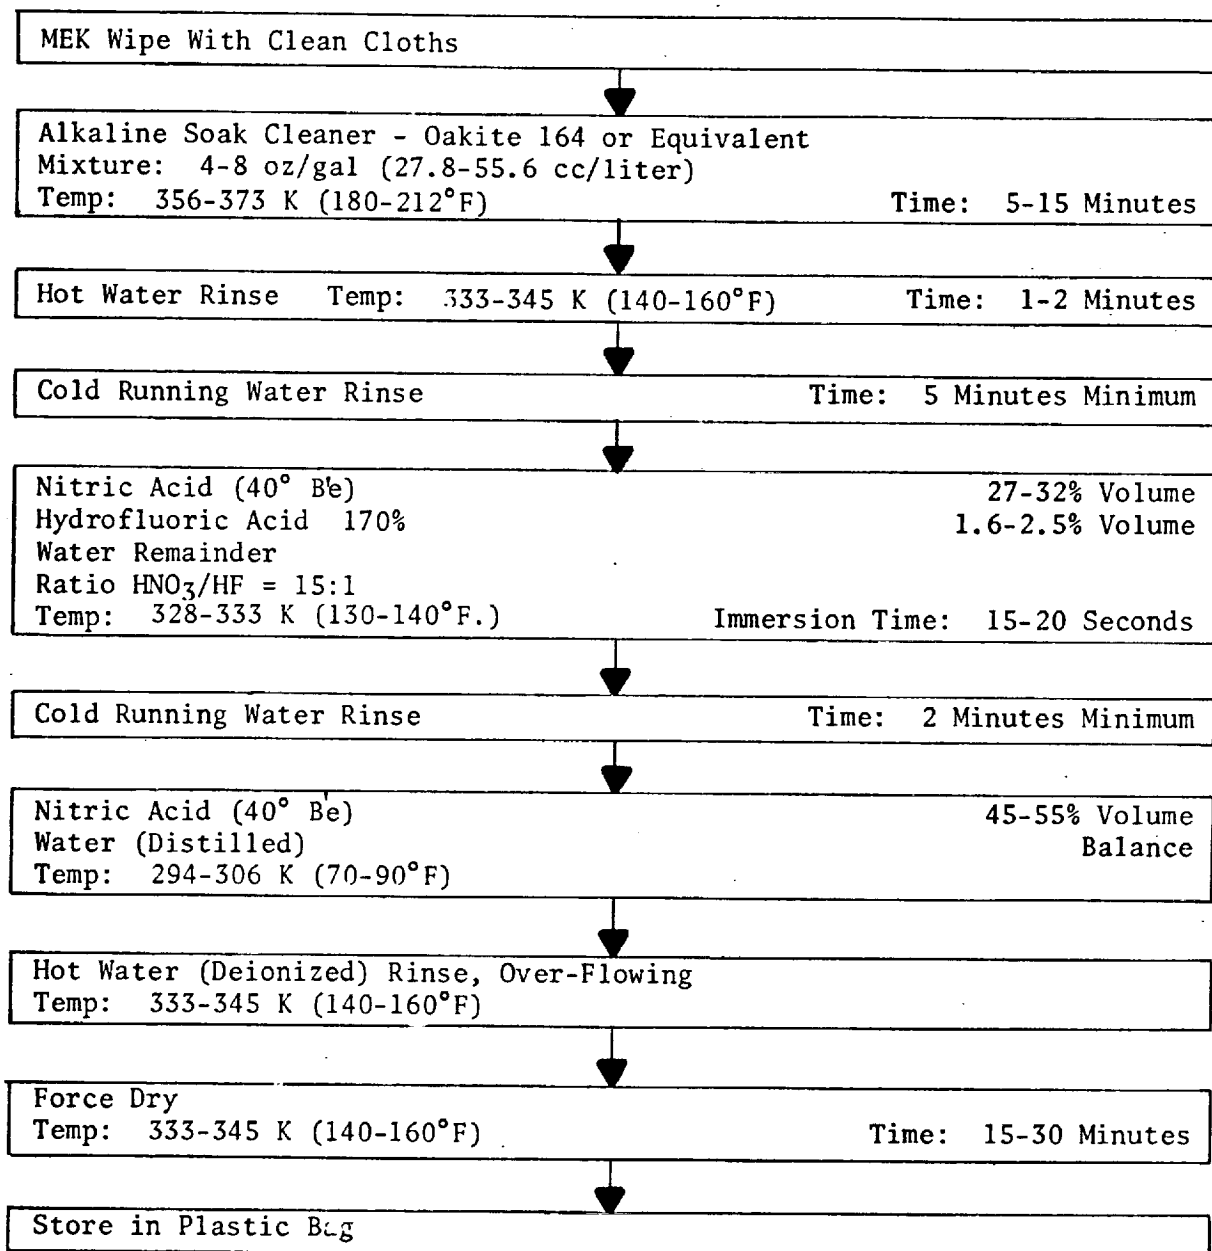 MEK Wipe With Clean Cloths
Alkaline Soak Cleaner - Oakite 164 or Equivalent
Mixture: 4-8 oz/gal (27.8-55.6 cc/liter)
Temp: 356-373 K (180-212°F) Time: 5-15 Minutes
Hot Water Rinse Temp: 333-345 K (140-160°F) Time: 1-2 Minutes
Cold Running Water Rinse Time: 5 Minutes Minimum
Nitric Acid (40° B'e) 27-32% Volume
Hydrofluoric Acid 170% 1.6-2.5% Volume
Water Remainder
Ratio HNO₃/HF = 15:1
Temp: 328-333 K (130-140°F.) Immersion Time: 15-20 Seconds
Cold Running Water Rinse Time: 2 Minutes Minimum
Nitric Acid (40° B'e) 45-55% Volume
Water (Distilled) Balance
Temp: 294-306 K (70-90°F)
Hot Water (Deionized) Rinse, Over-Flowing
Temp: 333-345 K (140-160°F)
Force Dry
Temp: 333-345 K (140-160°F) Time: 15-30 Minutes
Store in Plastic Bag